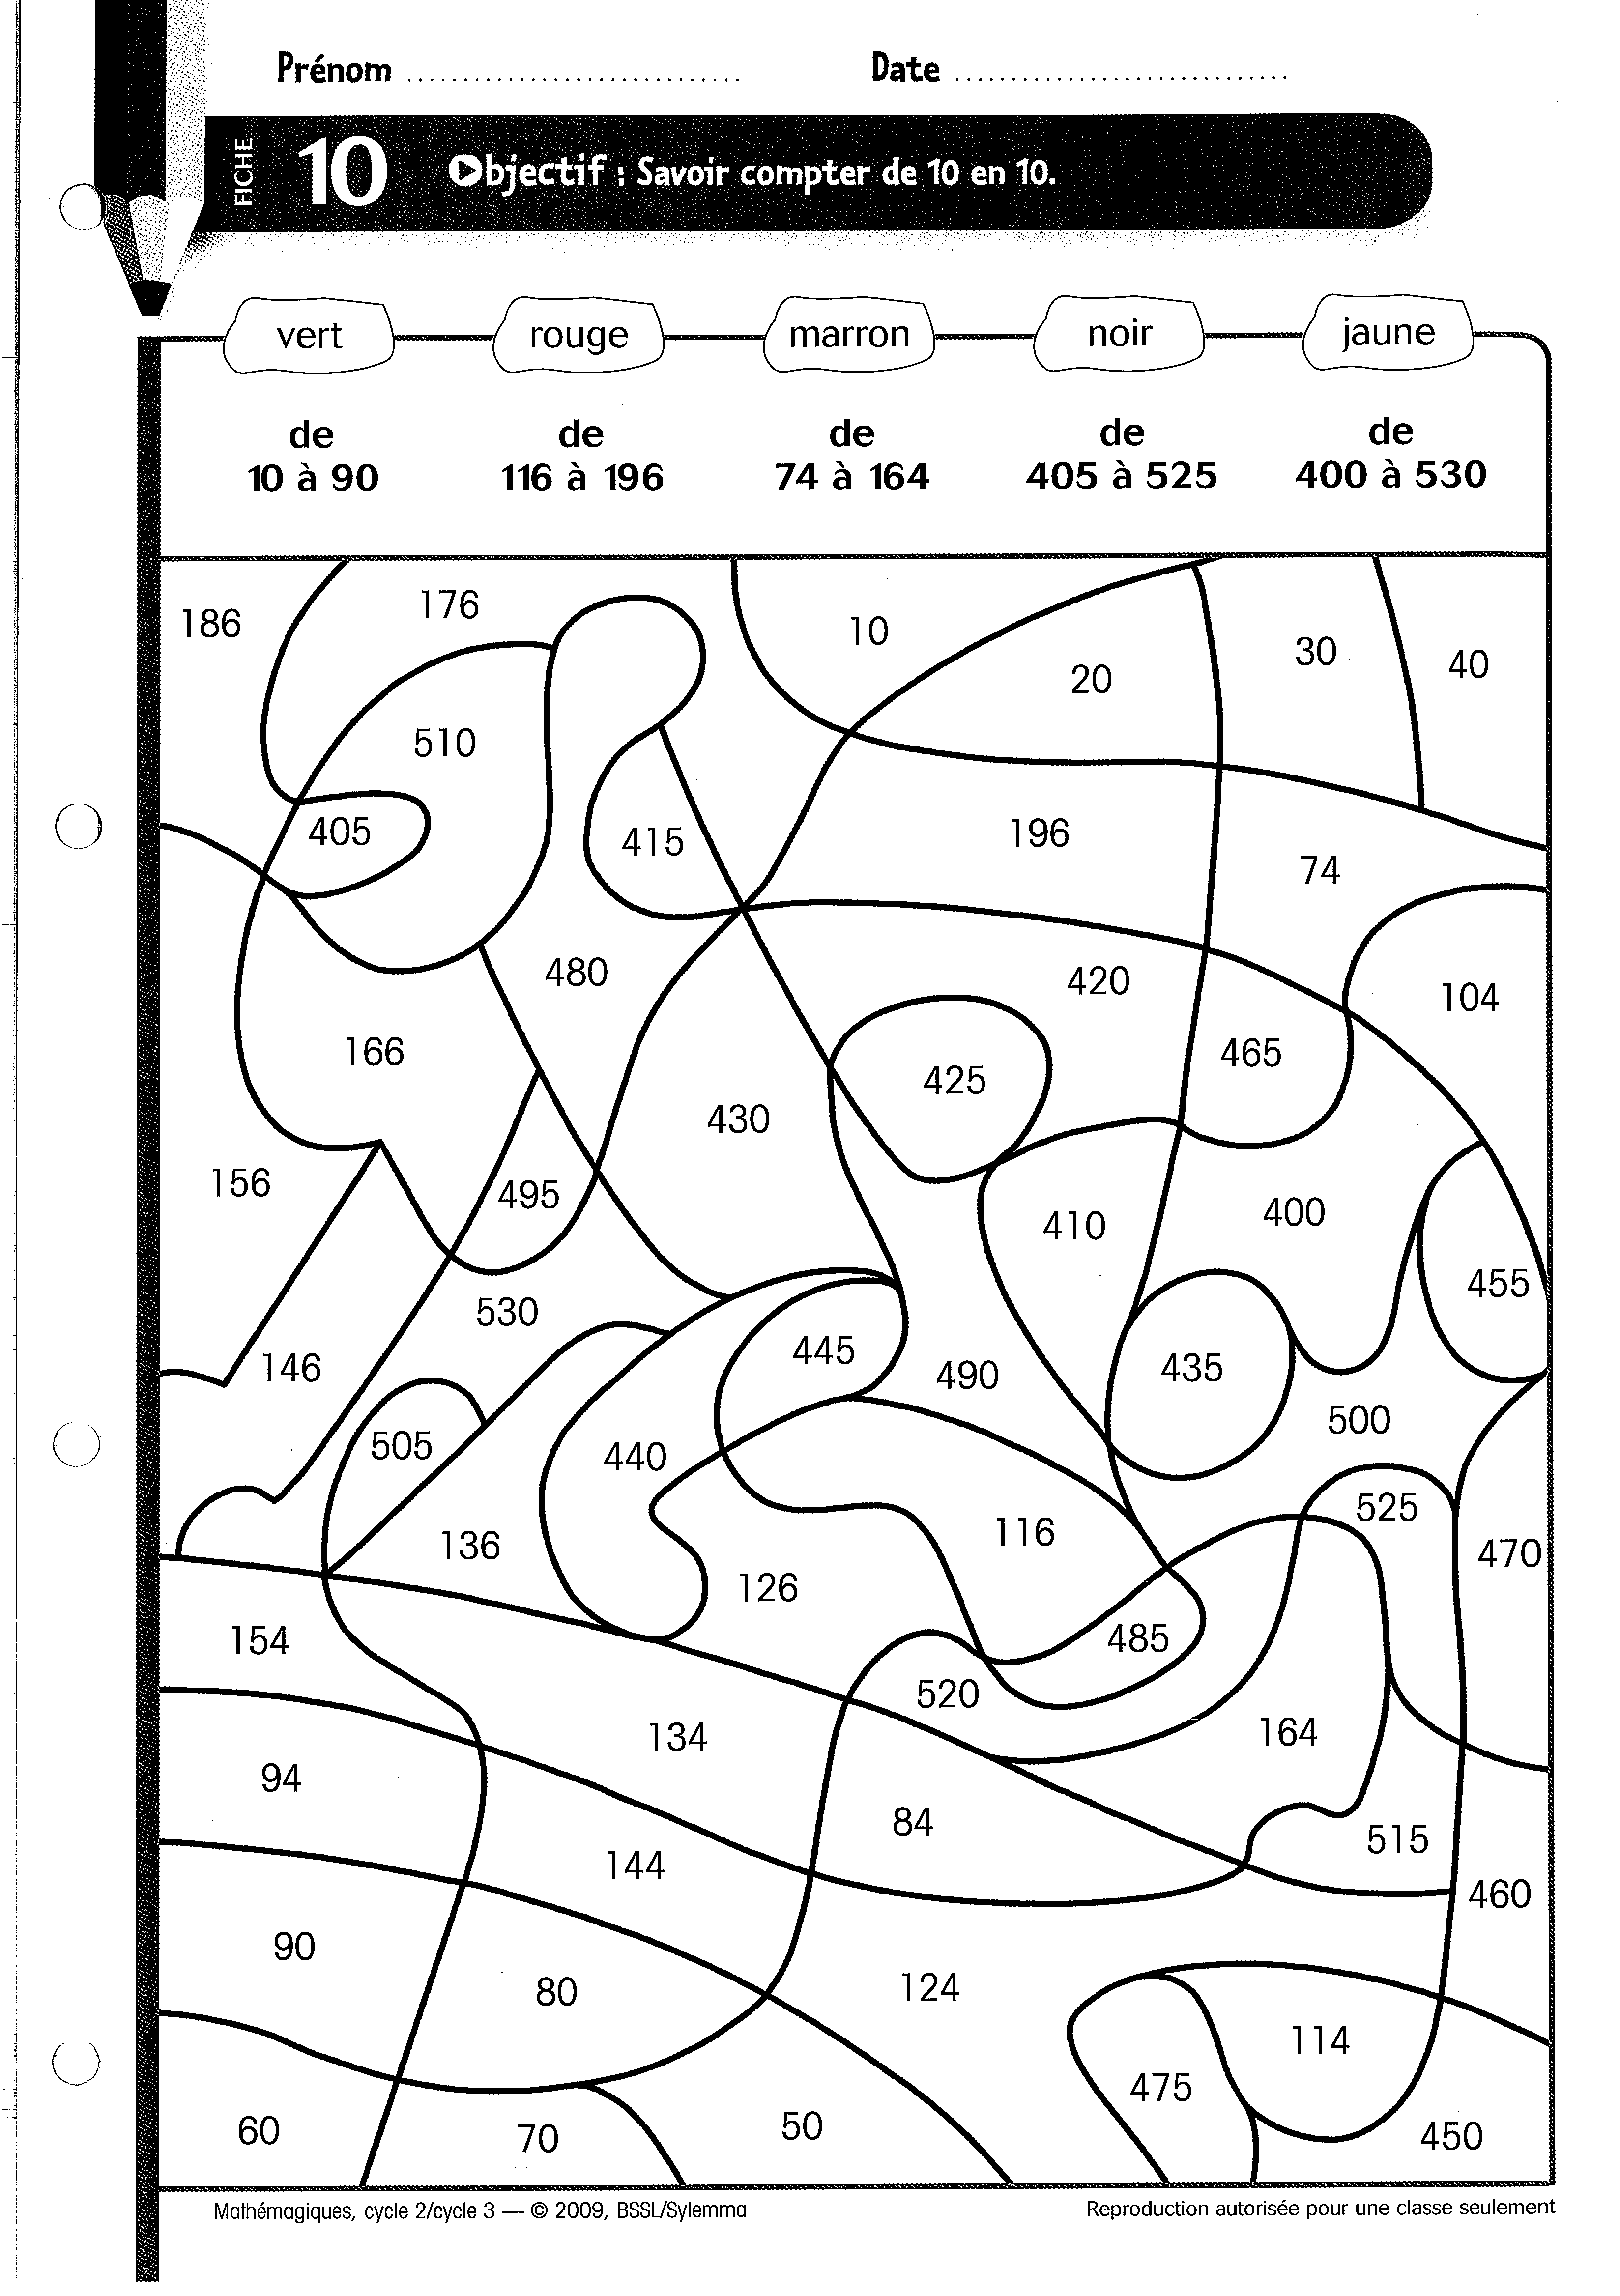 Prénom .............................. Date ..............................
FICHE 10 Objectif : Savoir compter de 10 en 10.
vert rouge marron noir jaune
de de de de de
10 à 90 116 à 196 74 à 164 405 à 525 400 à 530
186 176 10 30 40
20
510
405 415 196 74
480 420 104
166 425 465
430
156 495 410 400
530 455
146 445 490 435
505 440 500
136 116 525 470
126
154 485
520
134 164
94 84 515
144 460
90 80 124
114
475
60 70 50 450
Mathémagiques, cycle 2/cycle 3 — © 2009, BSSL/Sylemma Reproduction autorisée pour une classe seulement